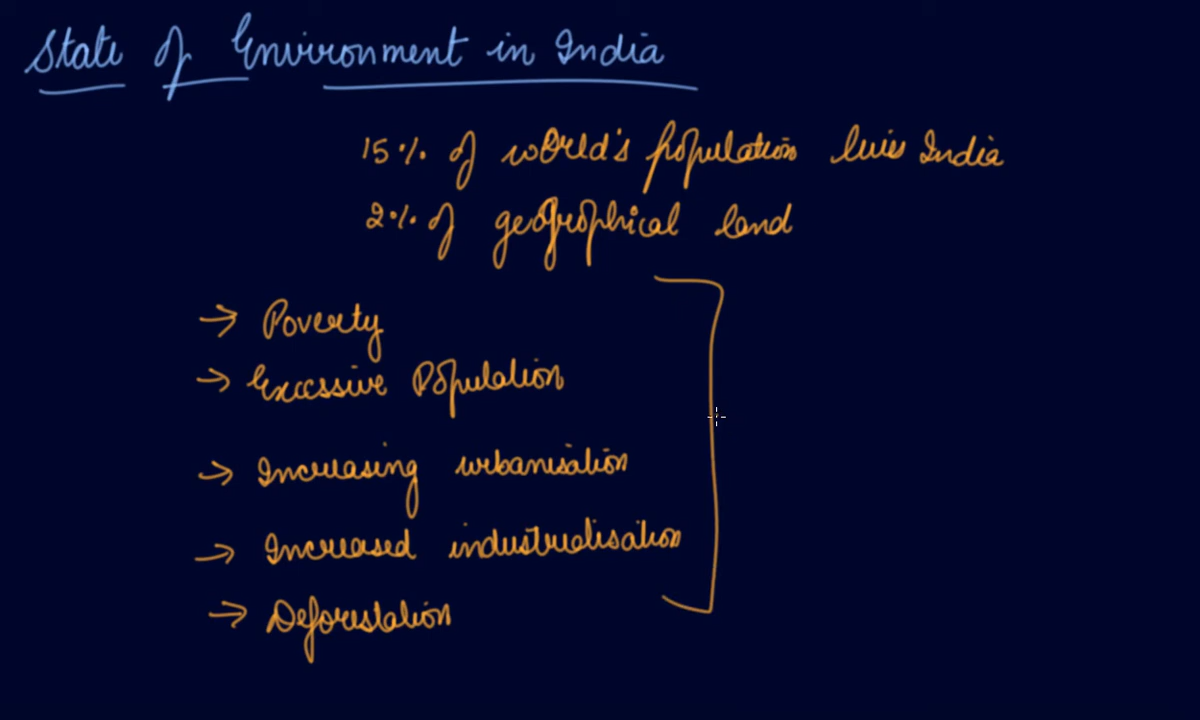 State of Environment in India
15% of world's population lives India
2% of geographical land
→ Poverty
→ Excessive Population
→ Increasing urbanisation
→ Increased industrialisation
→ Deforestation